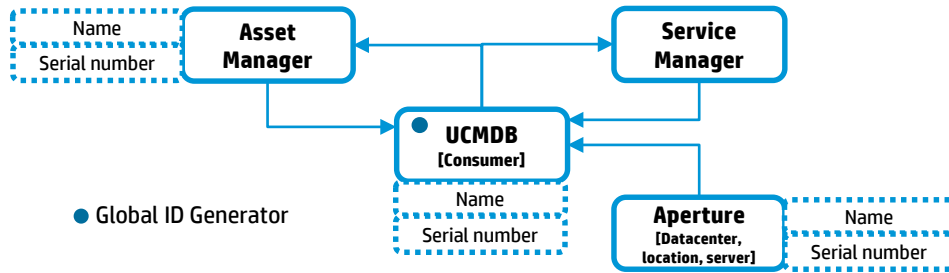 Name
Serial number
Asset
Manager
Service
Manager
UCMDB
[Consumer]
Name
Serial number
Global ID Generator
Aperture
[Datacenter,
location, server]
Name
Serial number